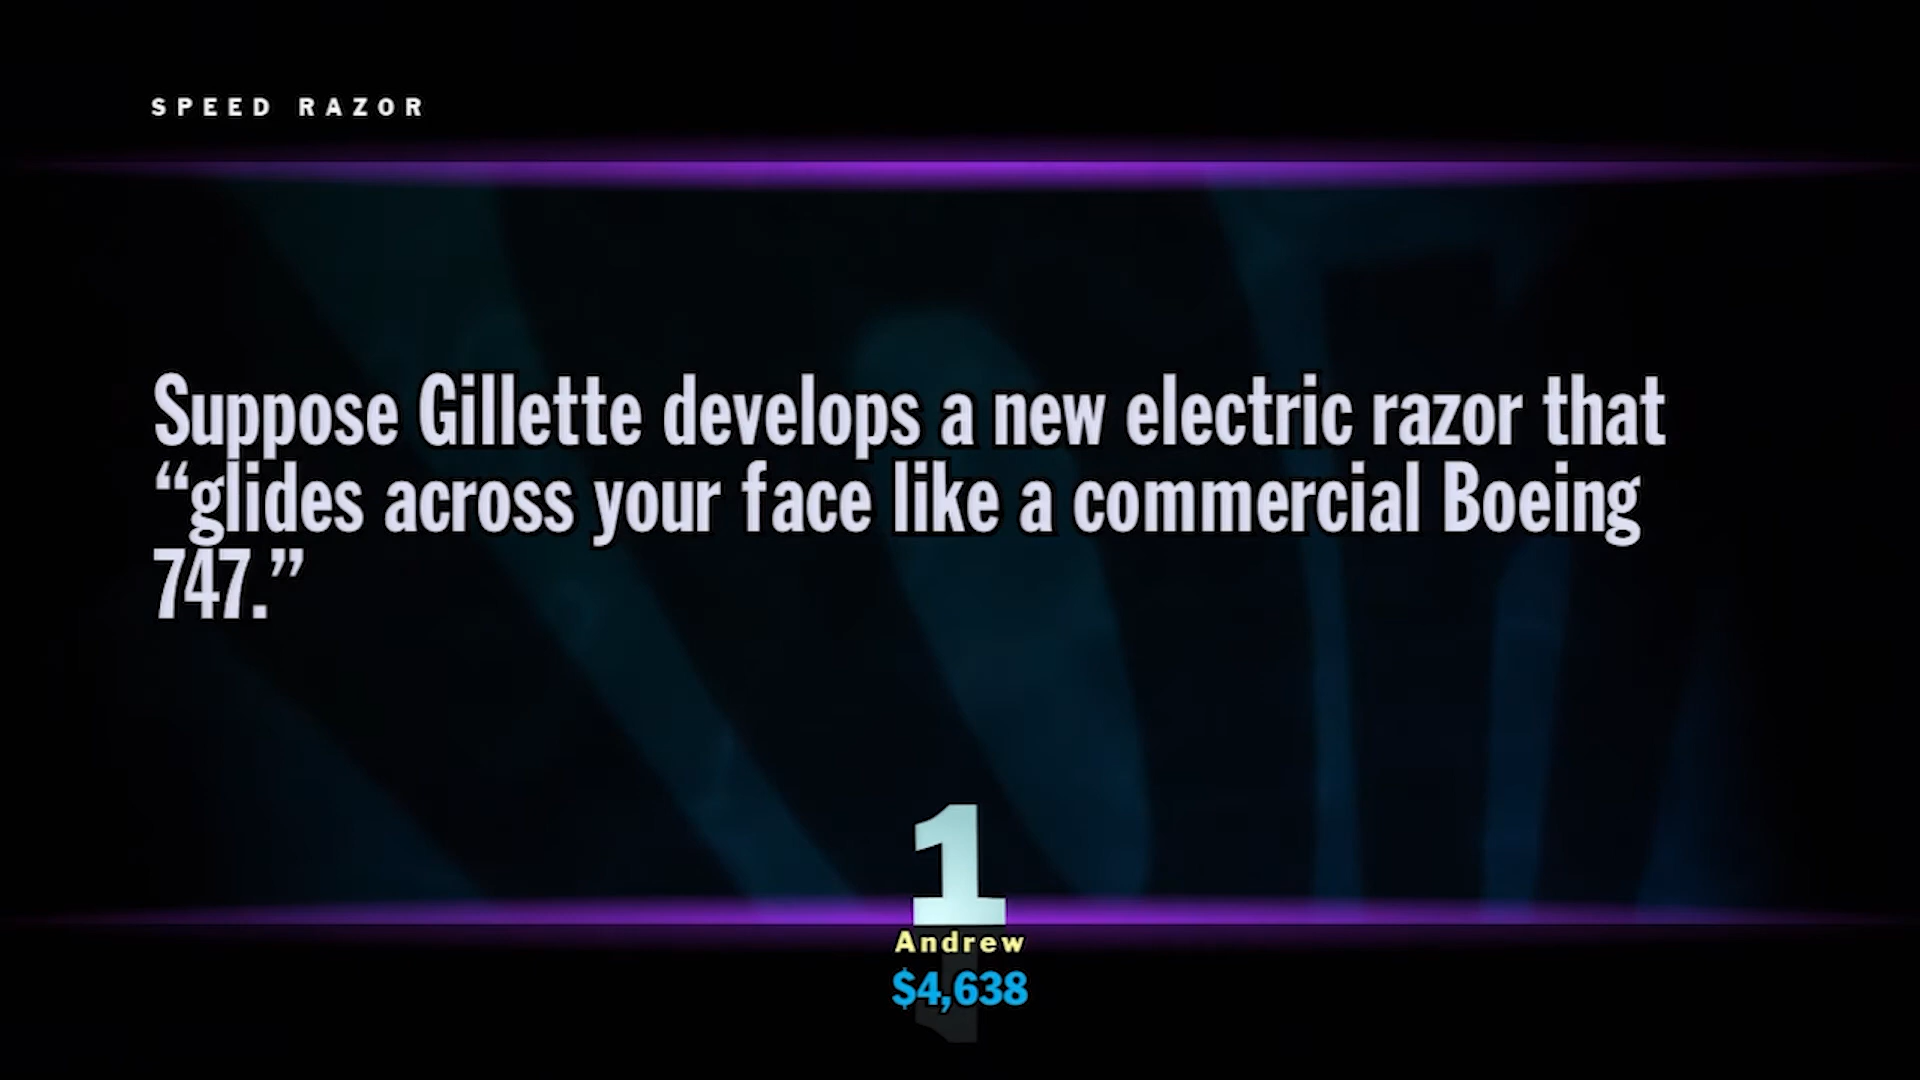 SPEED RAZOR
Suppose Gillette develops a new electric razor that
“glides across your face like a commercial Boeing
747.”
1
Andrew
$4,638